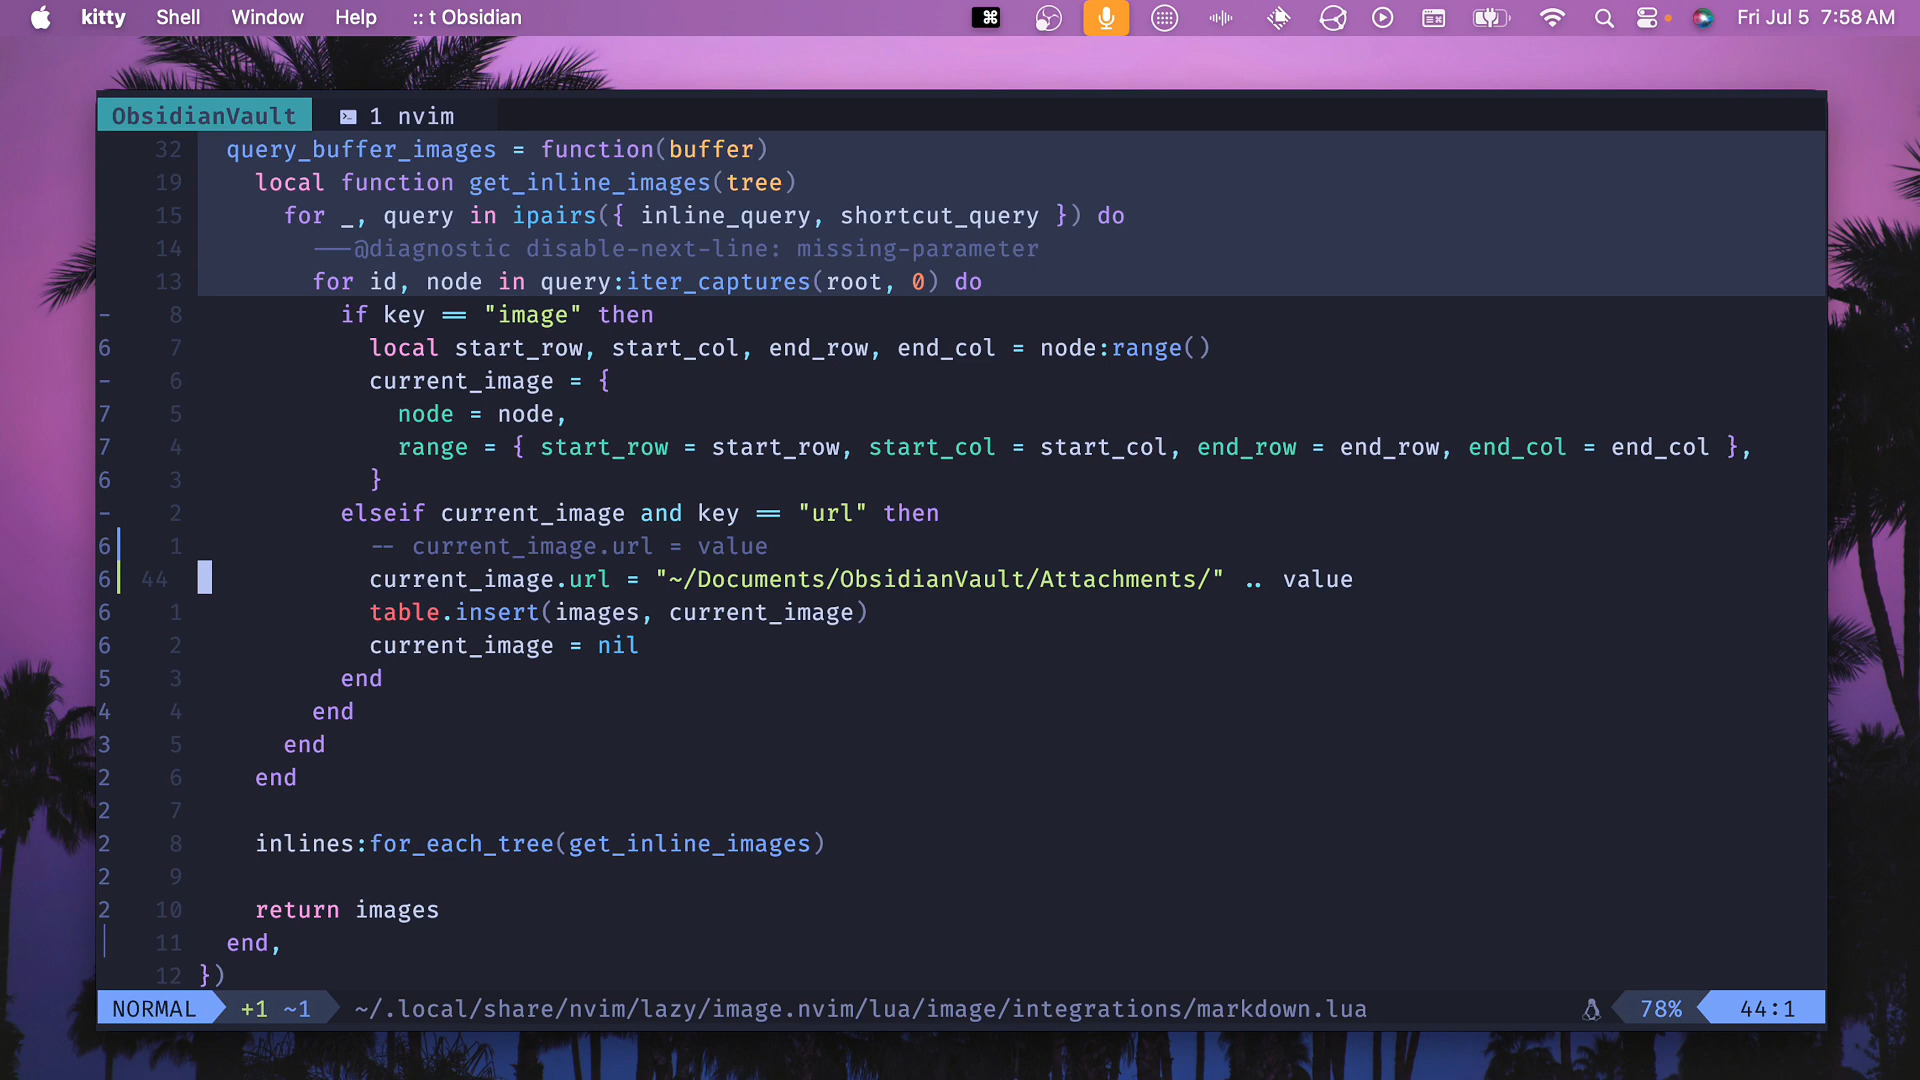 kitty Shell Window Help :: t Obsidian Fri Jul 5 7:58 AM
ObsidianVault 1 nvim
32 query_buffer_images = function(buffer)
19 local function get_inline_images(tree)
15 for _, query in ipairs({ inline_query, shortcut_query }) do
14 ---@diagnostic disable-next-line: missing-parameter
13 for id, node in query:iter_captures(root, 0) do
- 8 if key == "image" then
6 7 local start_row, start_col, end_row, end_col = node:range()
- 6 current_image = {
7 5 node = node,
7 4 range = { start_row = start_row, start_col = start_col, end_row = end_row, end_col = end_col },
6 3 }
- 2 elseif current_image and key == "url" then
6 1 -- current_image.url = value
6 44 current_image.url = "~/Documents/ObsidianVault/Attachments/" .. value
6 1 table.insert(images, current_image)
6 2 current_image = nil
5 3 end
4 4 end
3 5 end
2 6 end
2 7
2 8 inlines:for_each_tree(get_inline_images)
2 9
2 10 return images
11 end,
12 })
NORMAL +1 ~1 ~/.local/share/nvim/lazy/image.nvim/lua/image/integrations/markdown.lua 78% 44:1